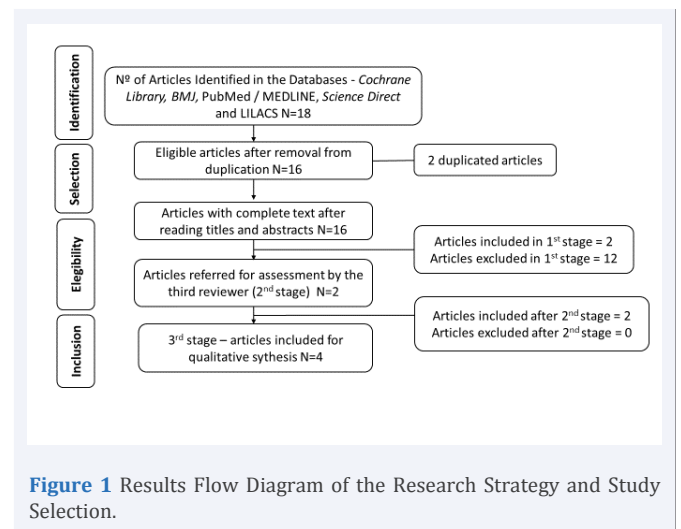 Identification
Nº of Articles Identified in the Databases - Cochrane
Library, BMJ, PubMed / MEDLINE, Science Direct
and LILACS N=18
Selection
Eligible articles after removal from
duplication N=16
2 duplicated articles
Articles with complete text after
reading titles and abstracts N=16
Elegibility
Articles included in 1st stage = 2
Articles excluded in 1st stage = 12
Articles referred for assessment by the
third reviewer (2nd stage) N=2
Articles included after 2nd stage = 2
Articles excluded after 2nd stage = 0
Inclusion
3rd stage – articles included for
qualitative sythesis N=4
Figure 1 Results Flow Diagram of the Research Strategy and Study
Selection.